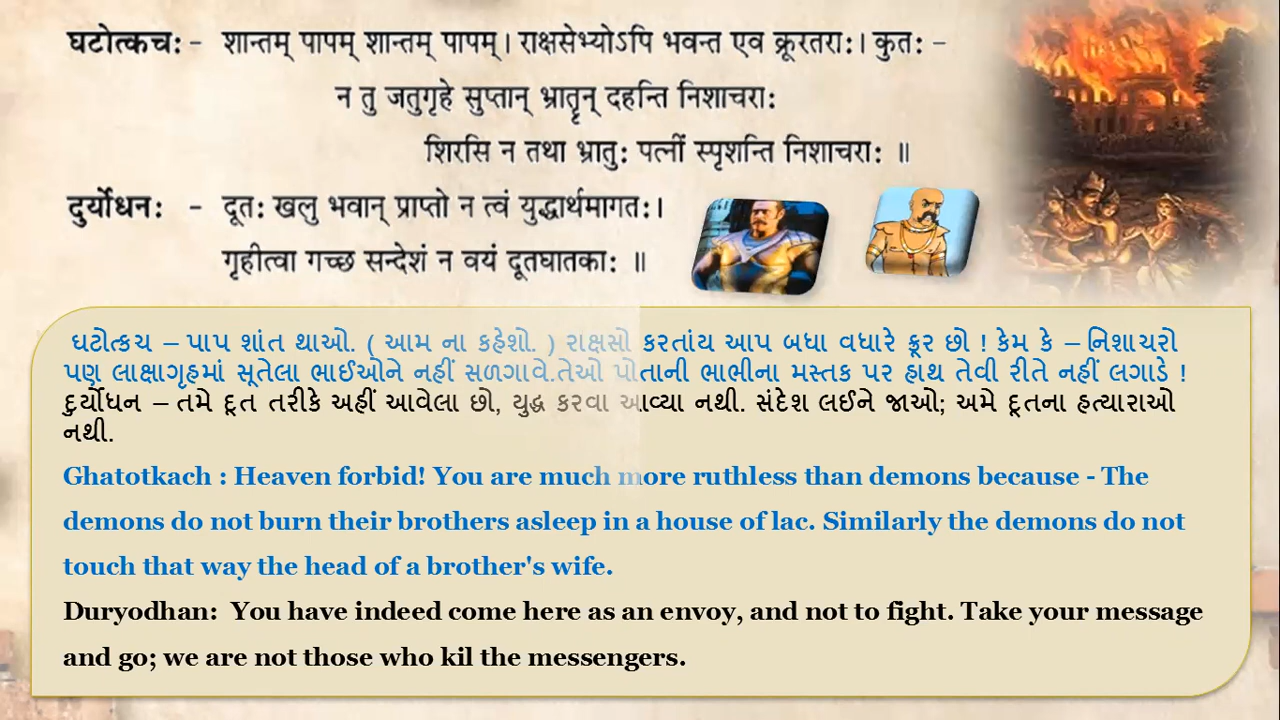 घटोत्कचः - शान्तम् पापम् शान्तम् पापम्। राक्षसेभ्योऽपि भवन्त एव क्रूरतराः। कुतः -
न तु जतुगृहे सुप्तान् भ्रातॄन् दहन्ति निशाचराः
शिरसि न तथा भ्रातुः पत्नीं स्पृशन्ति निशाचराः ॥
दुर्योधनः - दूतः खलु भवान् प्राप्तो न त्वं युद्धार्थमागतः।
गृहीत्वा गच्छ सन्देशं न वयं दूतघातकाः ॥
ઘટોત્કચ – પાપ શાંત થાઓ. ( આમ ના કહેશો. ) રાક્ષસો કરતાંય આપ બધા વધારે ક્રૂર છો ! કેમ કે – નિશાચરો
પણ લાક્ષાગૃહમાં સૂતેલા ભાઈઓને નહીં સળગાવે.તેઓ પોતાની ભાભીના મસ્તક પર હાથ તેવી રીતે નહીં લગાડે !
દુર્યોધન – તમે દૂત તરીકે અહીં આવેલા છો, યુદ્ધ કરવા આવ્યા નથી. સંદેશ લઈને જાઓ; અમે દૂતના હત્યારાઓ
નથી.
Ghatotkach : Heaven forbid! You are much more ruthless than demons because - The
demons do not burn their brothers asleep in a house of lac. Similarly the demons do not
touch that way the head of a brother's wife.
Duryodhan: You have indeed come here as an envoy, and not to fight. Take your message
and go; we are not those who kil the messengers.